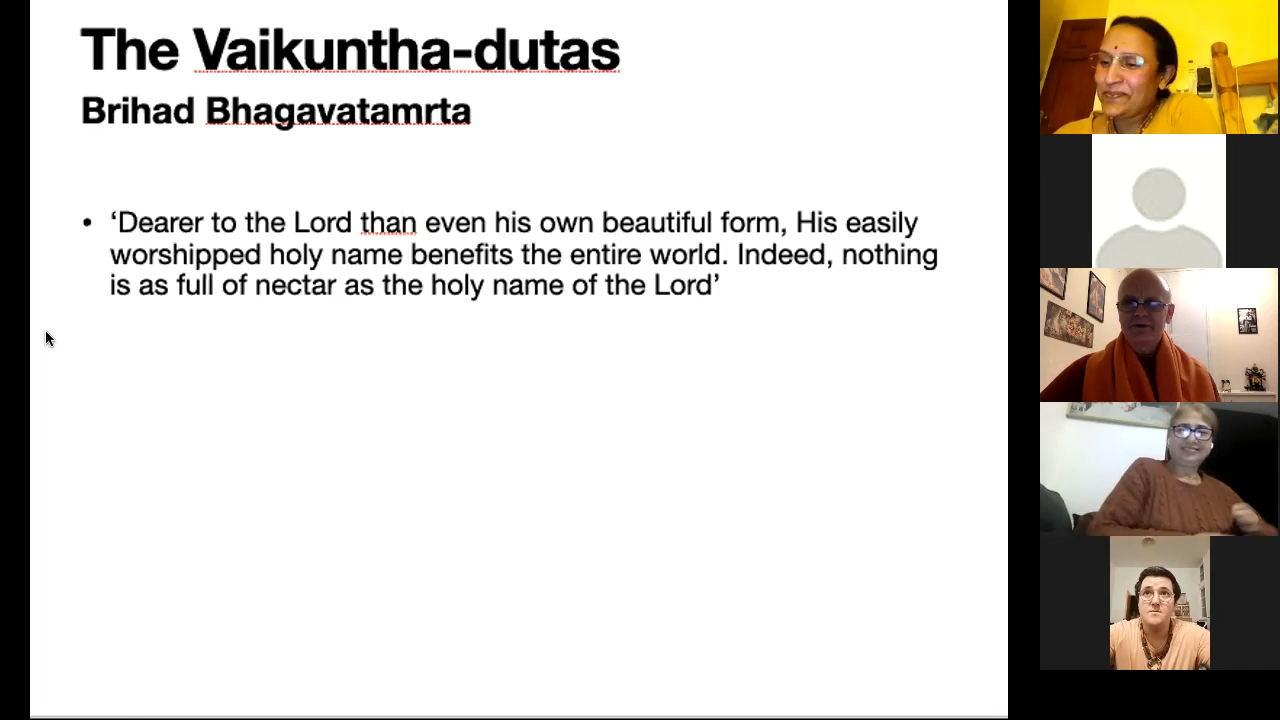 The Vaikuntha-dutas
Brihad Bhagavatamrta
• ‘Dearer to the Lord than even his own beautiful form, His easily
worshipped holy name benefits the entire world. Indeed, nothing
is as full of nectar as the holy name of the Lord’